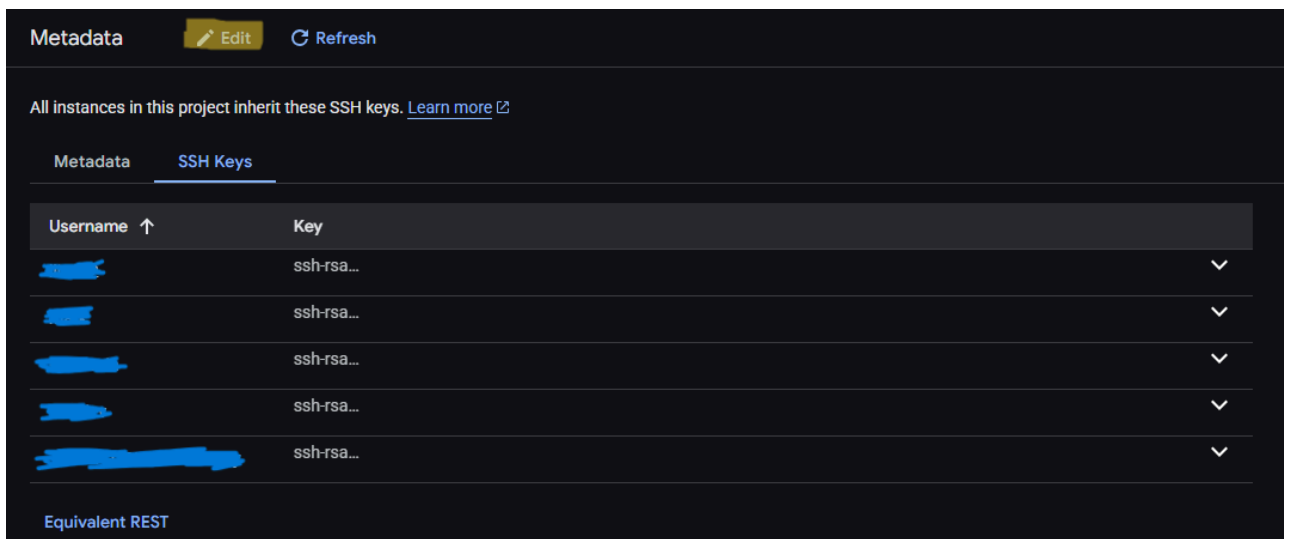 Metadata Edit Refresh
All instances in this project inherit these SSH keys. Learn more
Metadata SSH Keys
Username Key
ssh-rsa…
ssh-rsa…
ssh-rsa…
ssh-rsa…
ssh-rsa…
Equivalent REST